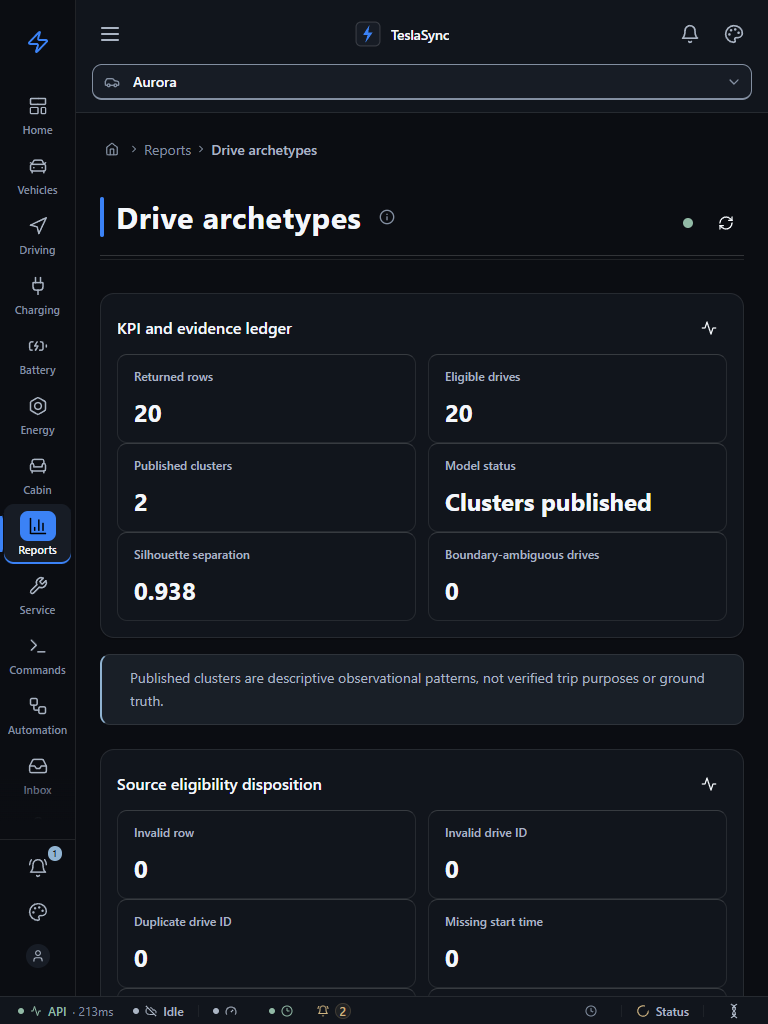 TeslaSync
Aurora
Home
Vehicles
Driving
Charging
Battery
Energy
Cabin
Reports
Service
Commands
Automation
Inbox
1
Reports
Drive archetypes
Drive archetypes
KPI and evidence ledger
Returned rows
20
Eligible drives
20
Published clusters
2
Model status
Clusters published
Silhouette separation
0.938
Boundary-ambiguous drives
0
Published clusters are descriptive observational patterns, not verified trip purposes or ground
truth.
Source eligibility disposition
Invalid row
0
Invalid drive ID
0
Duplicate drive ID
0
Missing start time
0
API · 213ms
Idle
2
Status